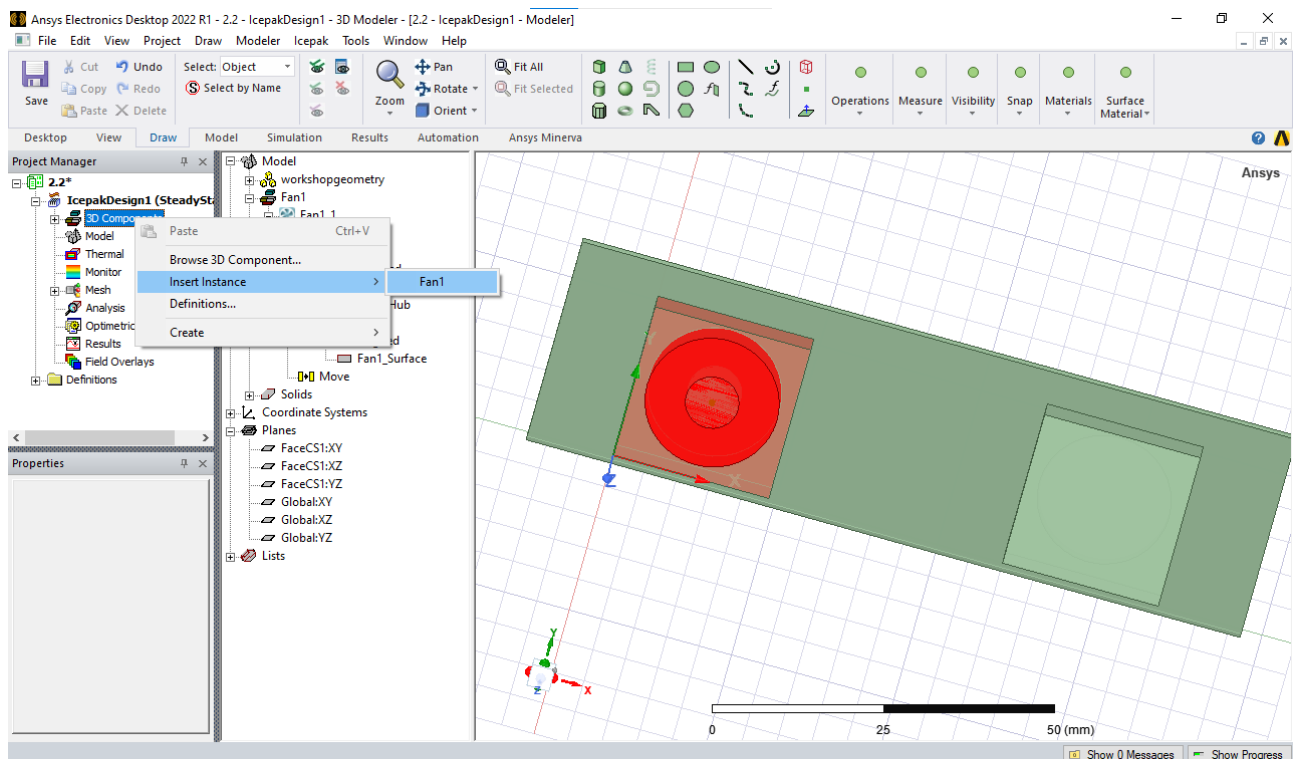 Ansys Electronics Desktop 2022 R1 - 2.2 - IcepakDesign1 - 3D Modeler - [2.2 - IcepakDesign1 - Modeler]
File Edit View Project Draw Modeler Icepak Tools Window Help
Save
Cut Undo
Copy Redo
Paste Delete
Select: Object
Select by Name
Zoom
Pan
Rotate
Orient
Fit All
Fit Selected
Operations Measure Visibility Snap Materials Surface
Material
Desktop View Draw Model Simulation Results Automation Ansys Minerva
Project Manager
2.2*
IcepakDesign1 (SteadySt
3D Components
Model
Thermal
Monitor
Mesh
Analysis
Optimetric
Results
Field Overlays
Definitions
Paste Ctrl+V
Browse 3D Component...
Insert Instance
Fan1
Definitions...
Create
Properties
Model
workshopgeometry
Fan1
Fan1_1
Hub
Fan1_Surface
Move
Solids
Coordinate Systems
Planes
FaceCS1:XY
FaceCS1:XZ
FaceCS1:YZ
Global:XY
Global:XZ
Global:YZ
Lists
Ansys
Y
X
Z
Y
X
Z
0 25 50 (mm)
Show 0 Messages Show Progress